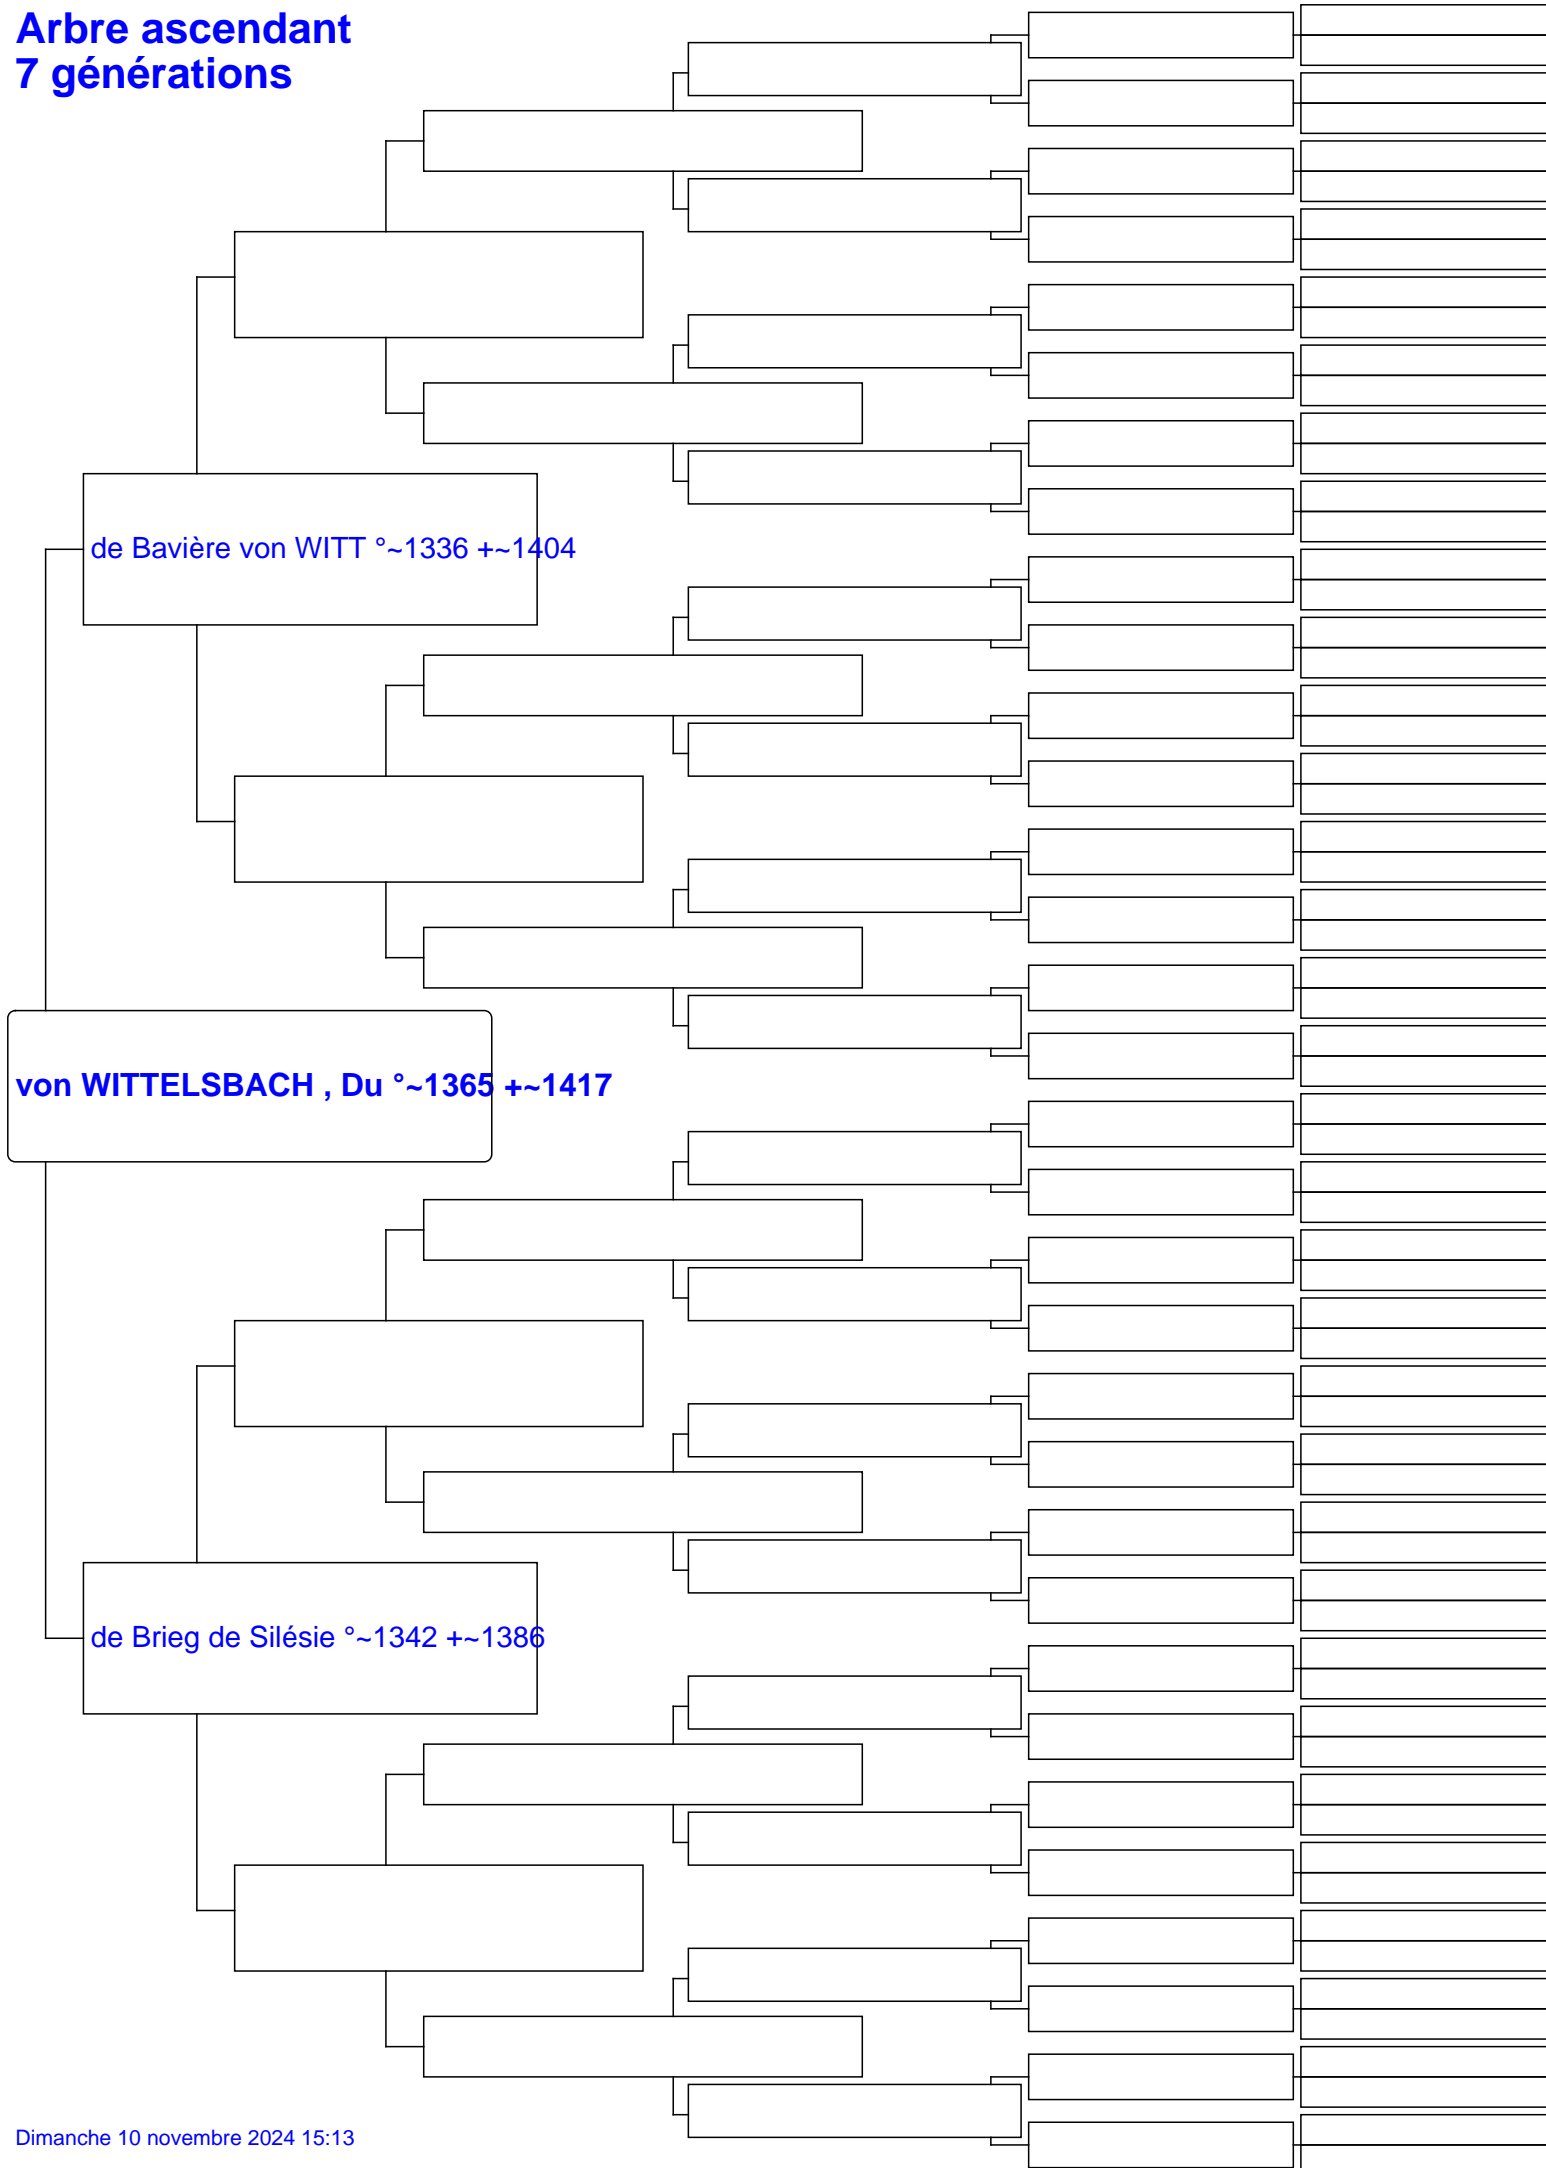 Arbre ascendant
7 générations
de Bavière von WITT °~1336 +~1404
von WITTELSBACH , Du °~1365 +~1417
de Brieg de Silésie °~1342 +~1386
Dimanche 10 novembre 2024 15:13